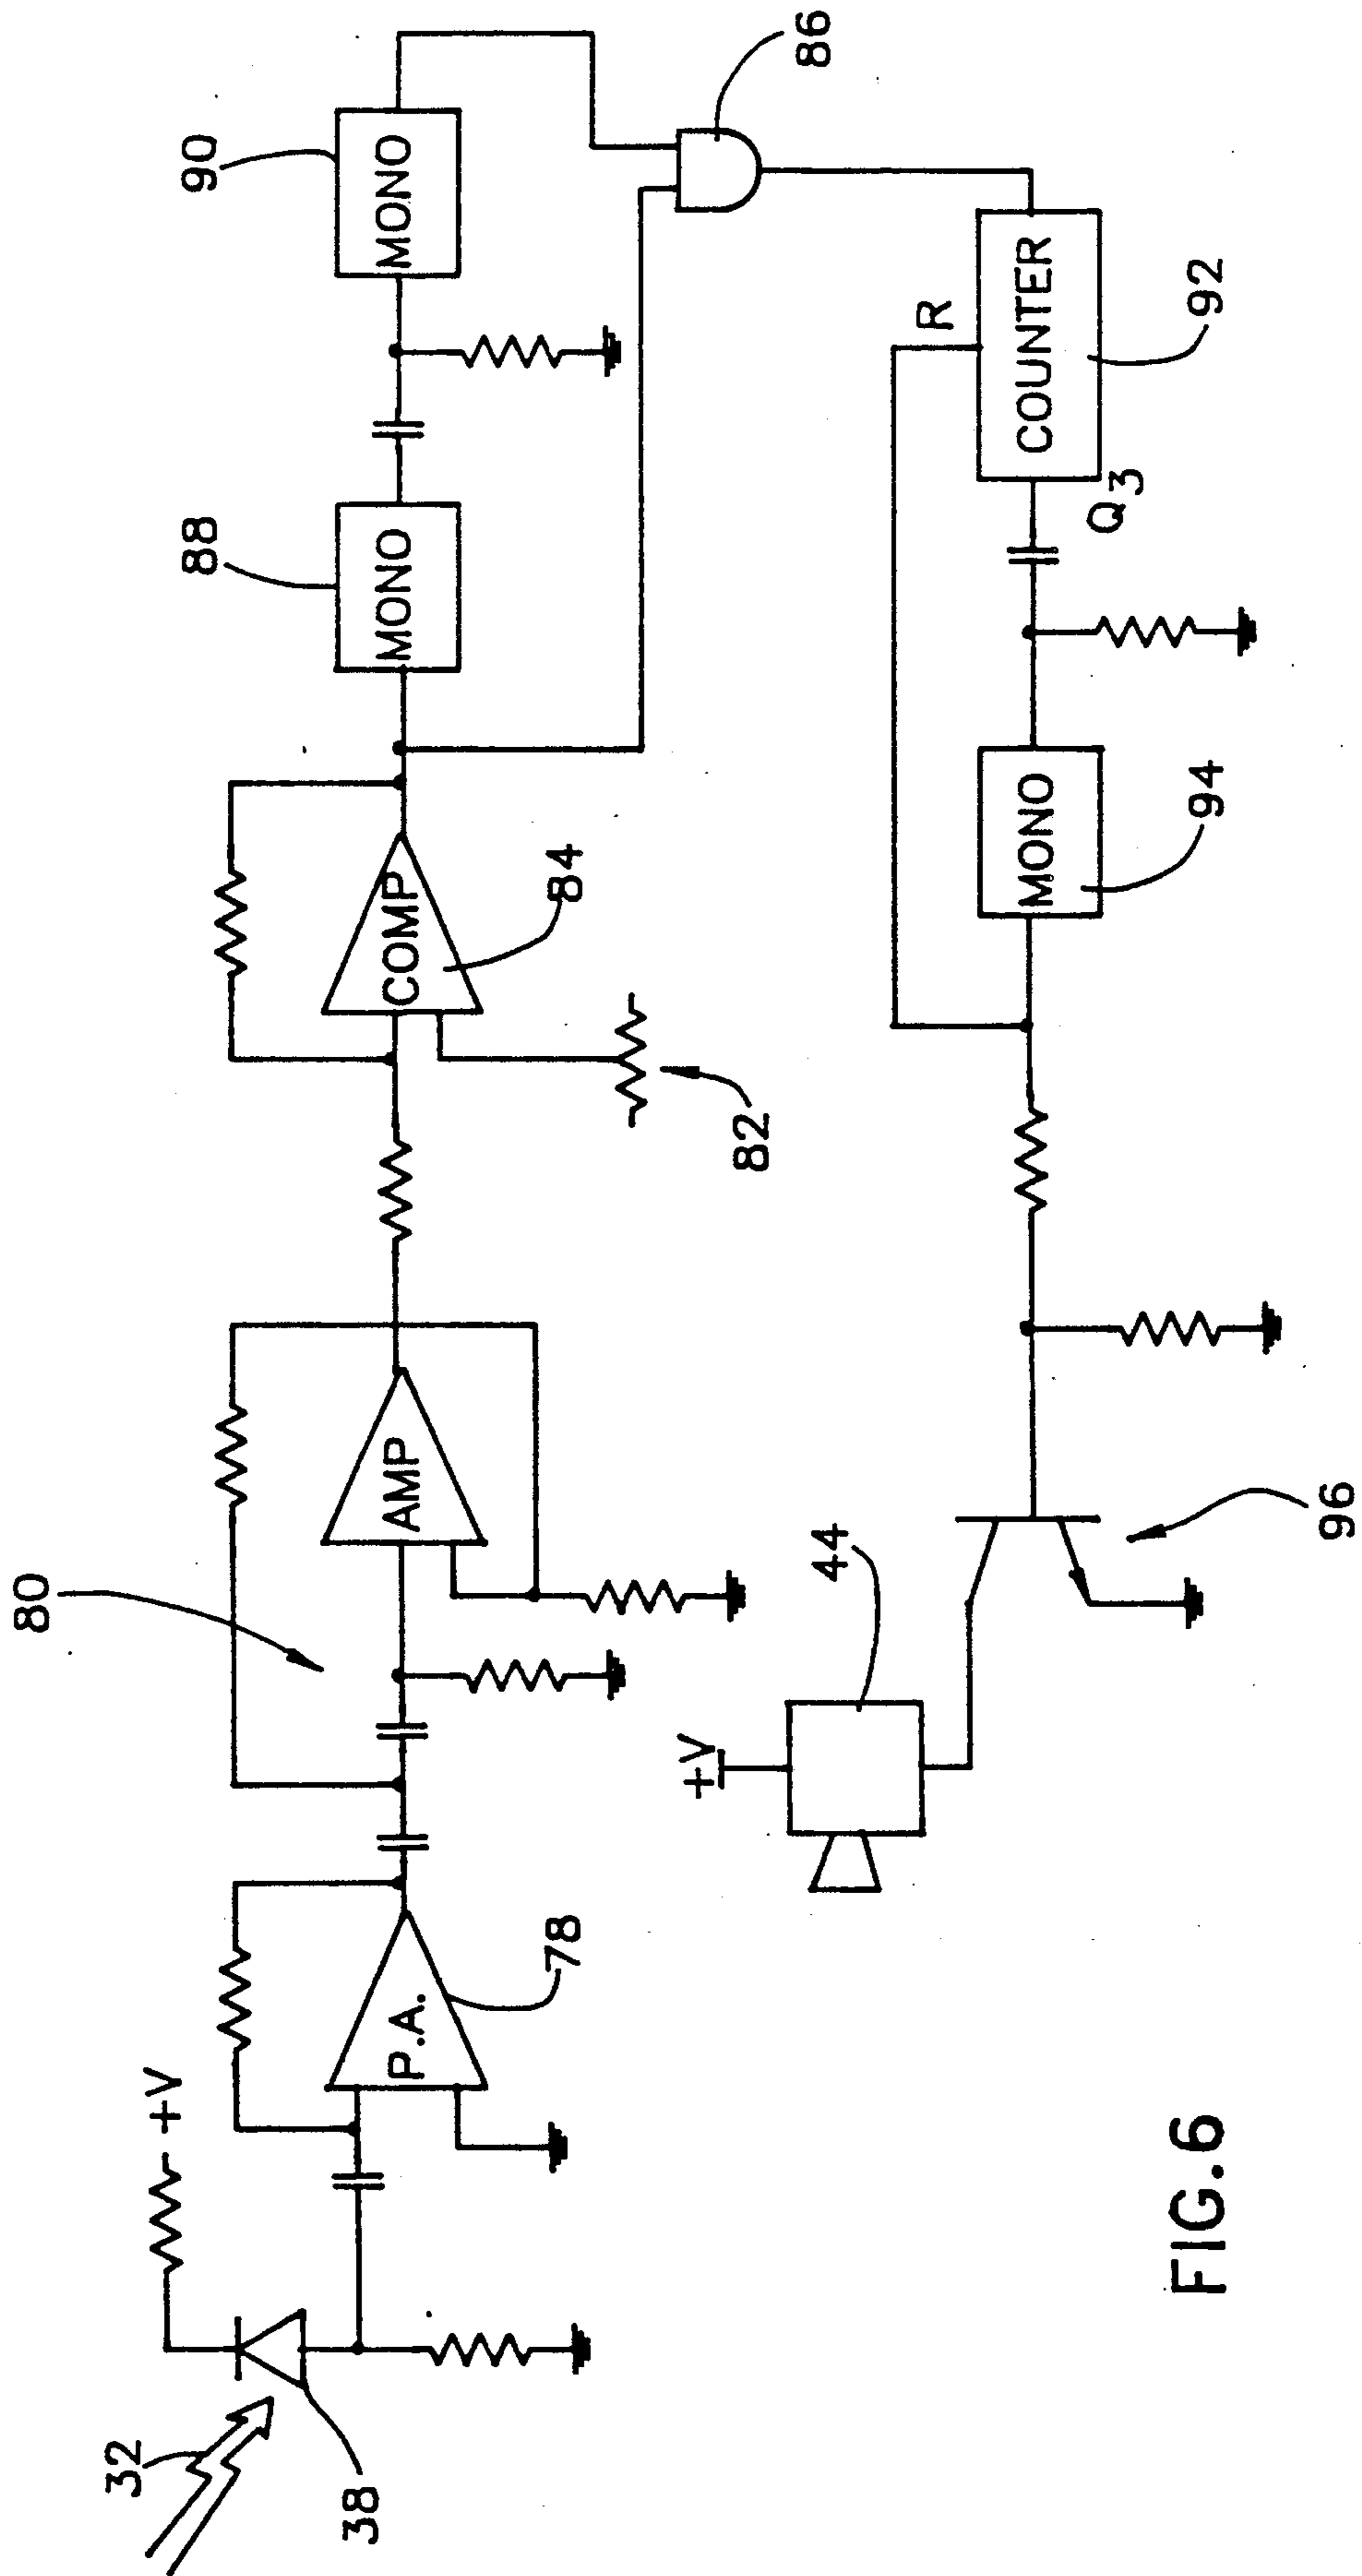 32
38
+V
P.A.
78
80
AMP
82
COMP
84
88
MONO
90
MONO
86
R
COUNTER
92
Q3
MONO
94
96
44
+V
FIG.6